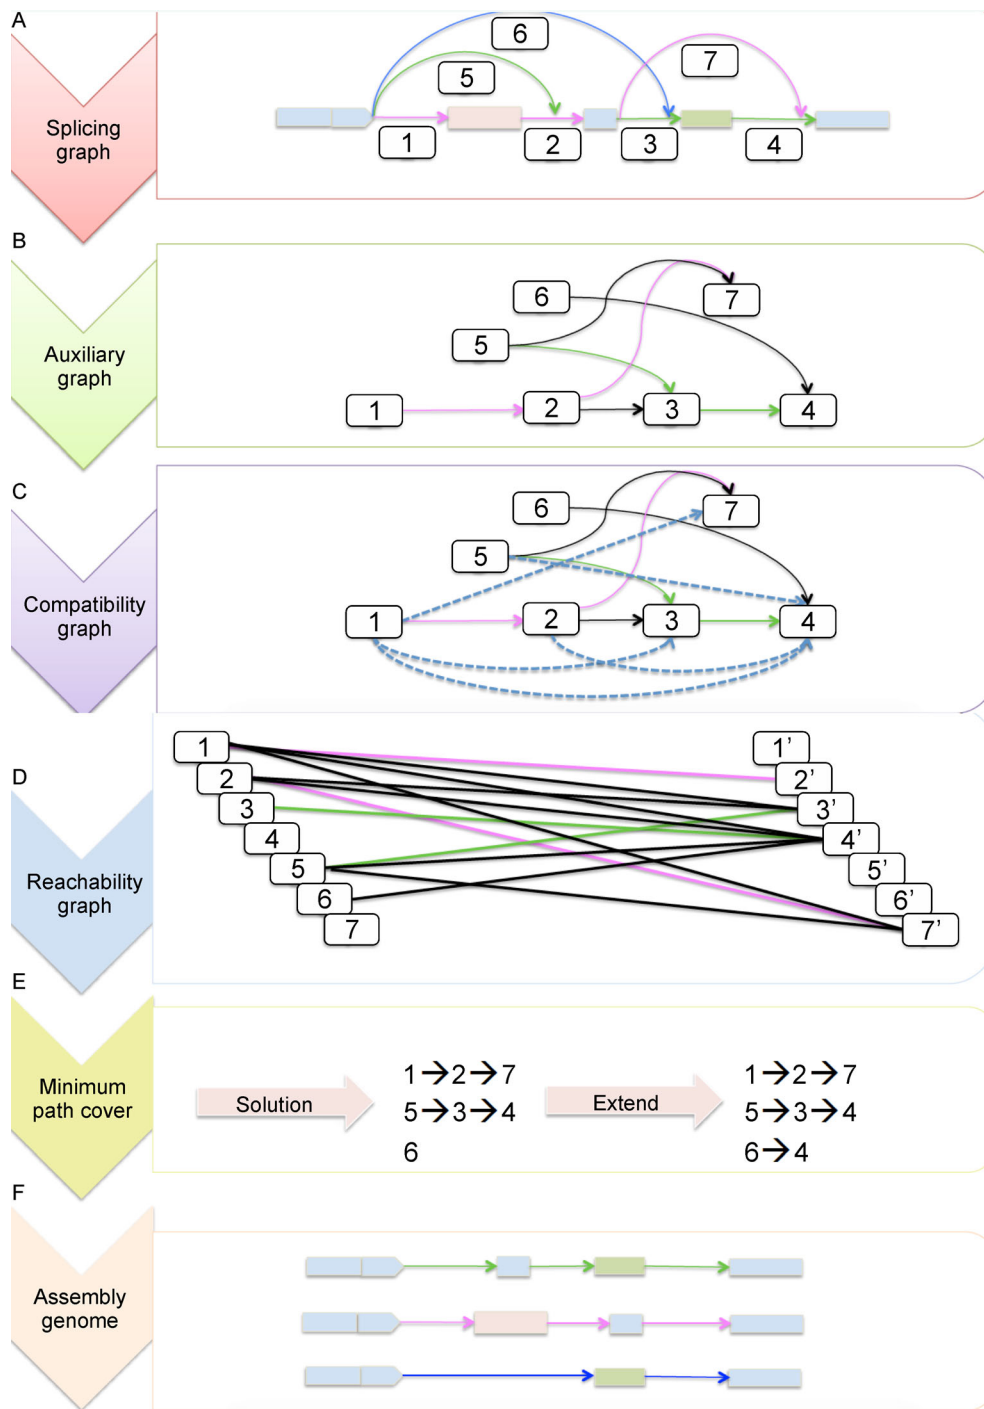 A
6
7
5
1
2
3
4
Splicing
graph
B
6
7
5
1
2
3
4
Auxiliary
graph
C
6
7
5
1
2
3
4
Compatibility
graph
D
1
2
3
4
5
6
7
1’
2’
3’
4’
5’
6’
7’
Reachability
graph
E
Minimum
path cover
Solution
1→2→7
5→3→4
6
Extend
1→2→7
5→3→4
6→4
F
Assembly
genome